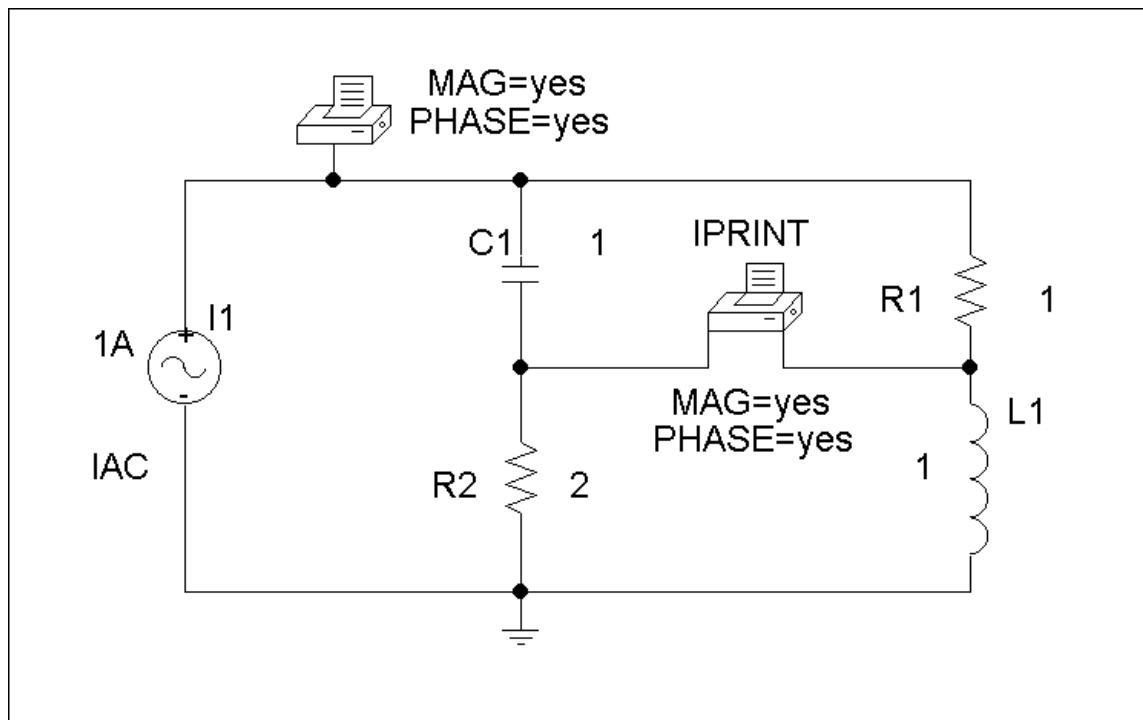 MAG=yes
PHASE=yes
C1
1
IPRINT
R1
1
I1
1A
MAG=yes
PHASE=yes
L1
1
IAC
R2
2